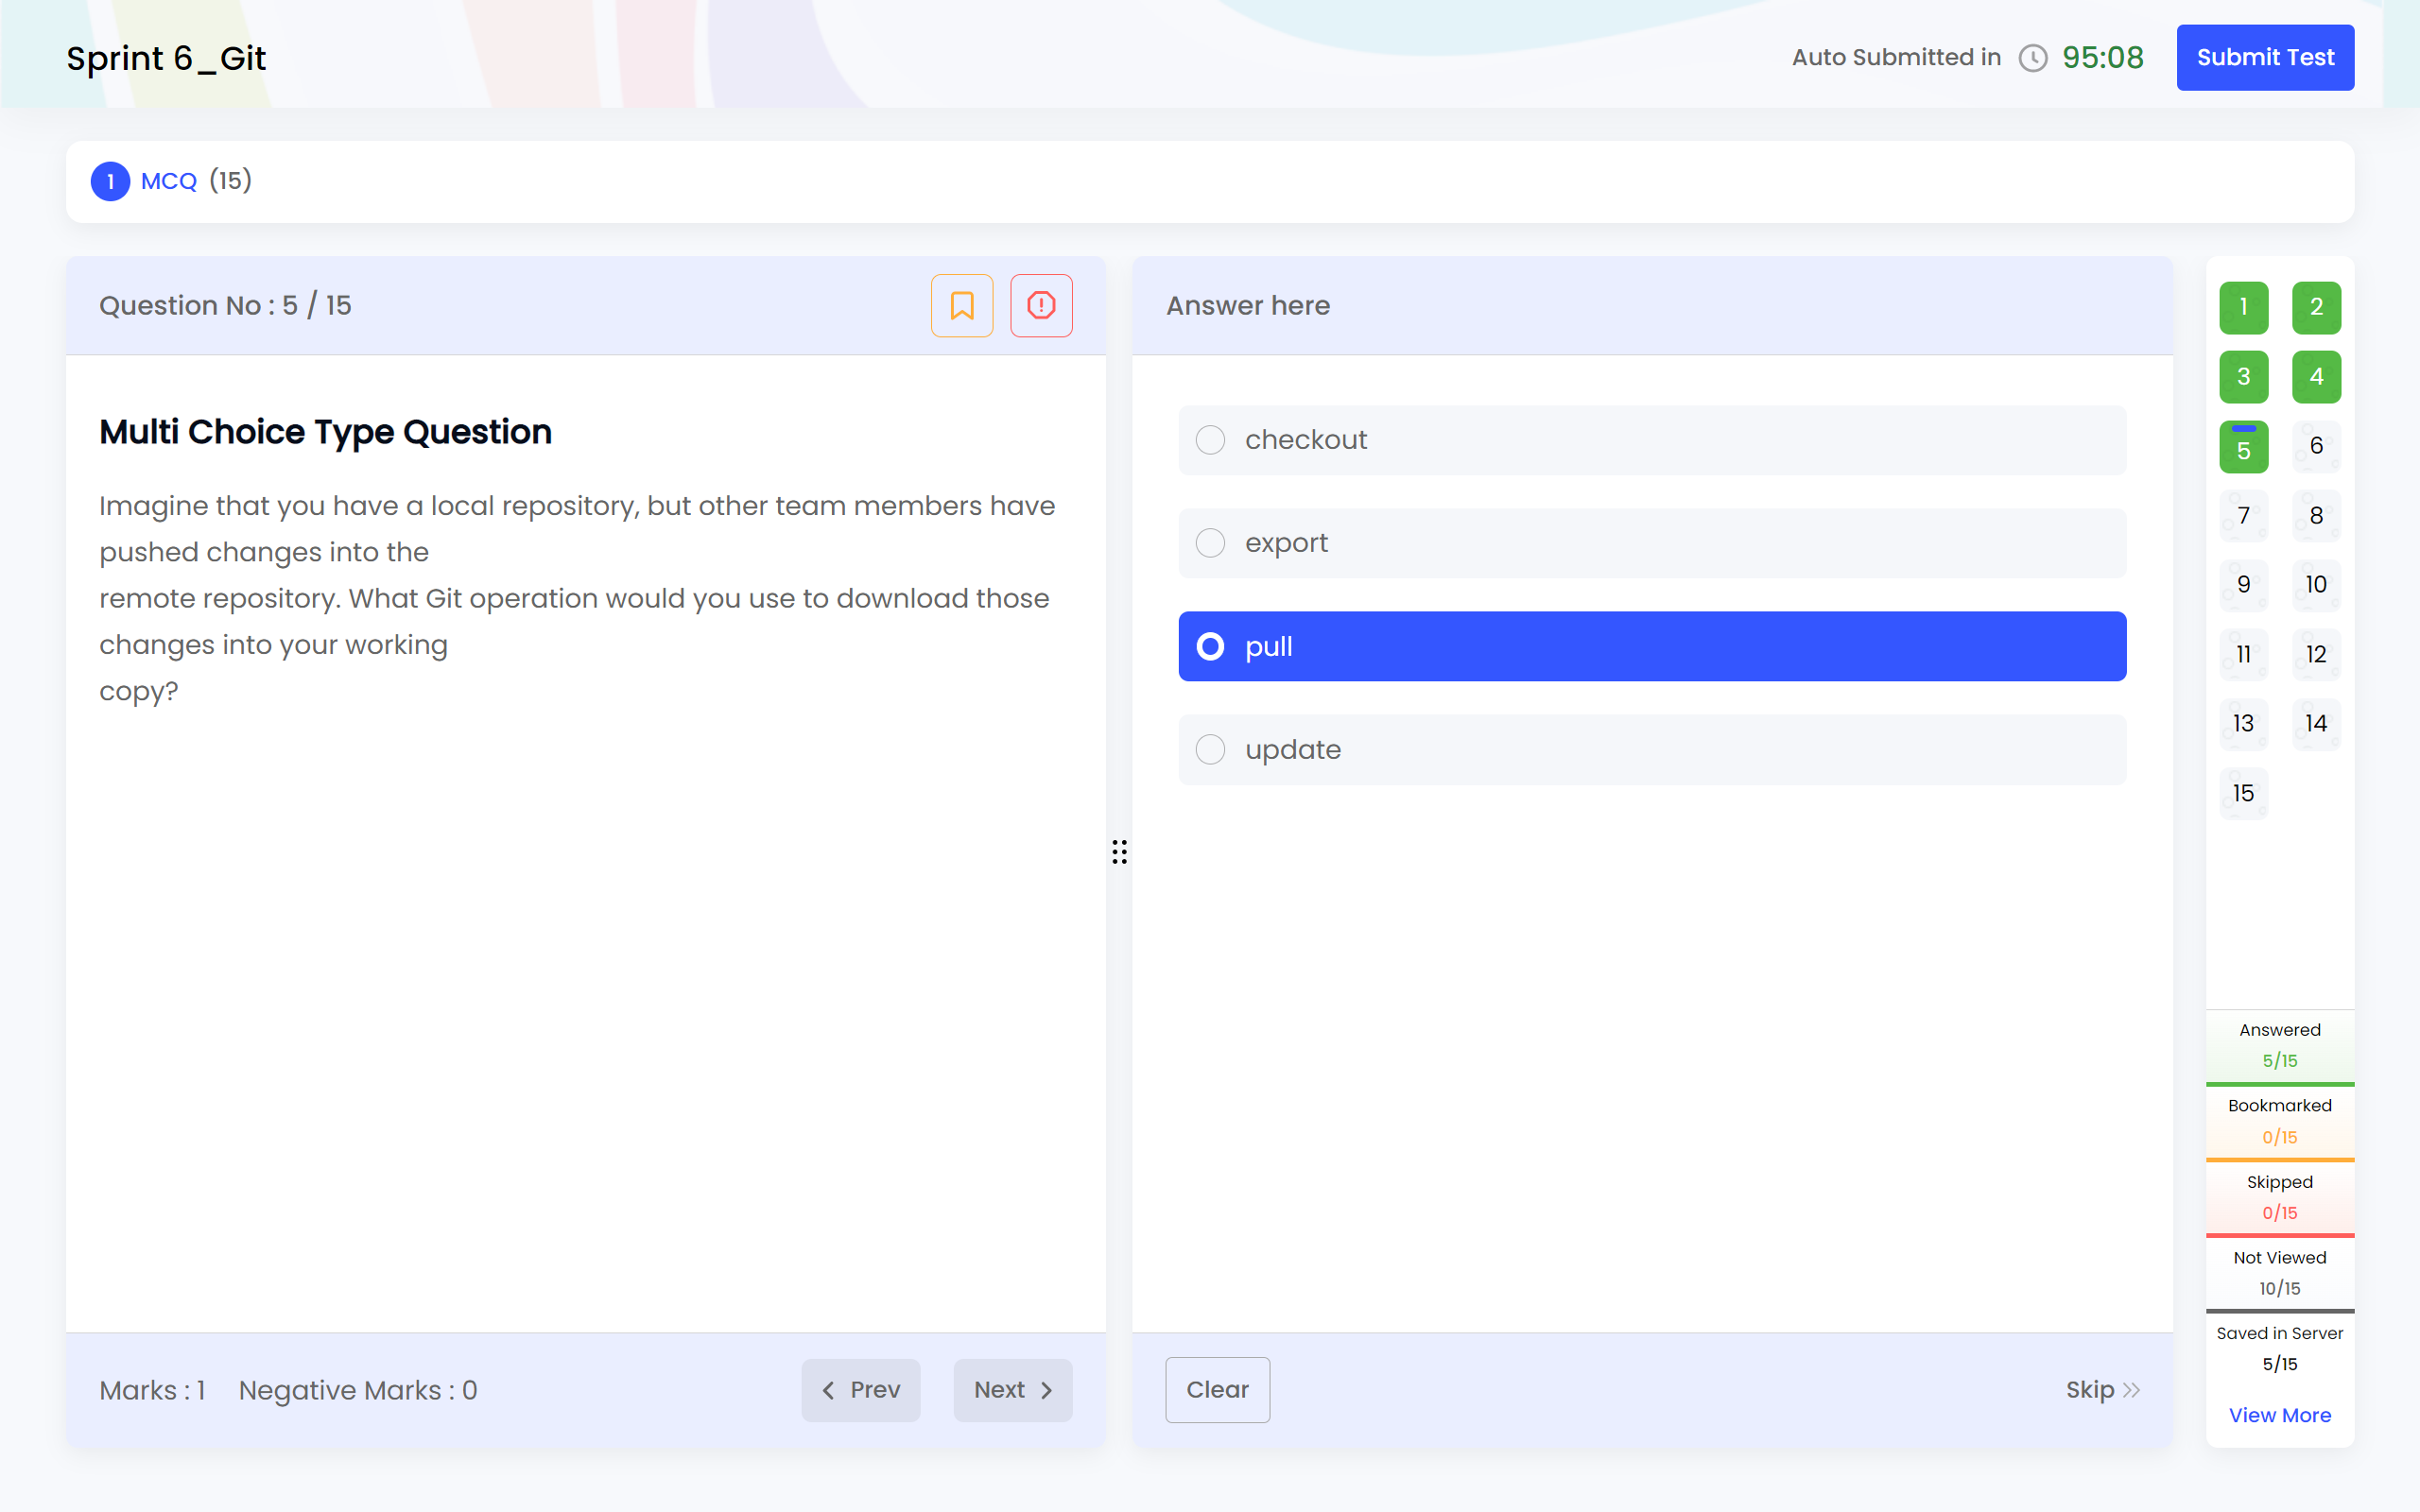 Sprint 6_Git
Auto Submitted in 95:08
Submit Test
1 MCQ (15)
Question No : 5 / 15
Multi Choice Type Question
Imagine that you have a local repository, but other team members have
pushed changes into the
remote repository. What Git operation would you use to download those
changes into your working
copy?
Marks : 1 Negative Marks : 0
Prev
Next
Answer here
checkout
export
pull
update
Clear
Skip
1 2
3 4
5 6
7 8
9 10
11 12
13 14
15
Answered
5/15
Bookmarked
0/15
Skipped
0/15
Not Viewed
10/15
Saved in Server
5/15
View More